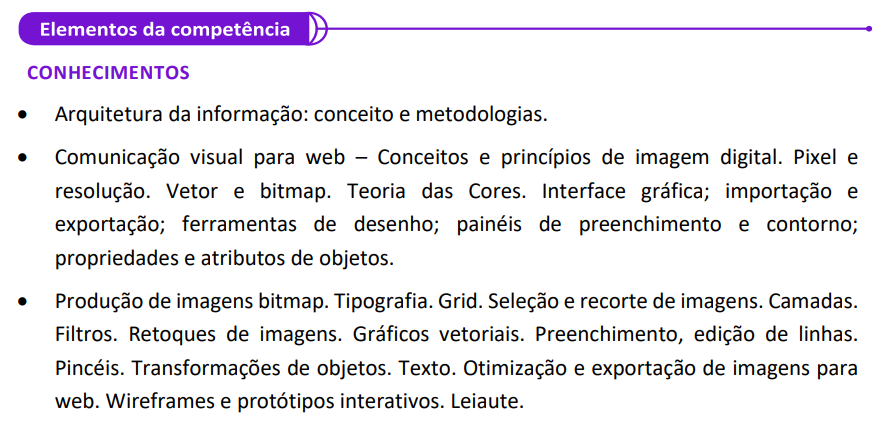 Elementos da competência
CONHECIMENTOS
• Arquitetura da informação: conceito e metodologias.
• Comunicação visual para web – Conceitos e princípios de imagem digital. Pixel e
resolução. Vetor e bitmap. Teoria das Cores. Interface gráfica; importação e
exportação; ferramentas de desenho; painéis de preenchimento e contorno;
propriedades e atributos de objetos.
• Produção de imagens bitmap. Tipografia. Grid. Seleção e recorte de imagens. Camadas.
Filtros. Retoques de imagens. Gráficos vetoriais. Preenchimento, edição de linhas.
Pincéis. Transformações de objetos. Texto. Otimização e exportação de imagens para
web. Wireframes e protótipos interativos. Leiaute.